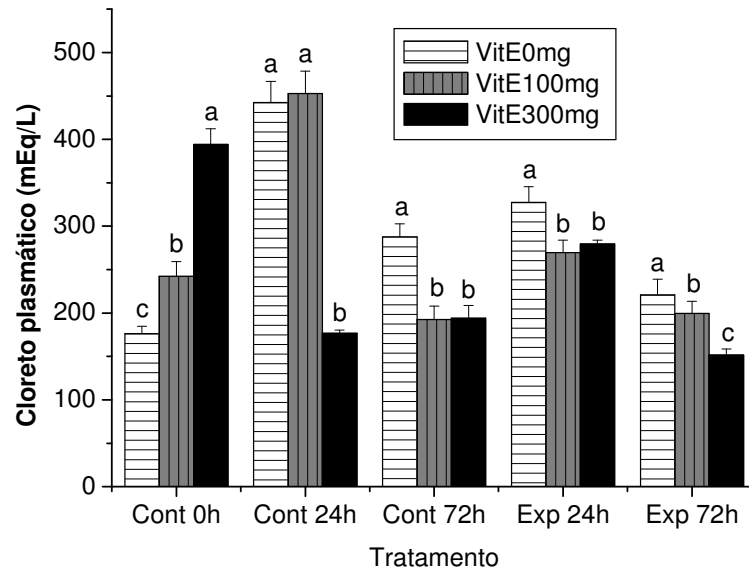 Cloreto plasmático (mEq/L)
500
400
300
200
100
0
VitE0mg
VitE100mg
VitE300mg
c
b
a
a
a
b
a
b
b
a
b
b
a
b
c
Cont 0h Cont 24h Cont 72h Exp 24h Exp 72h
Tratamento